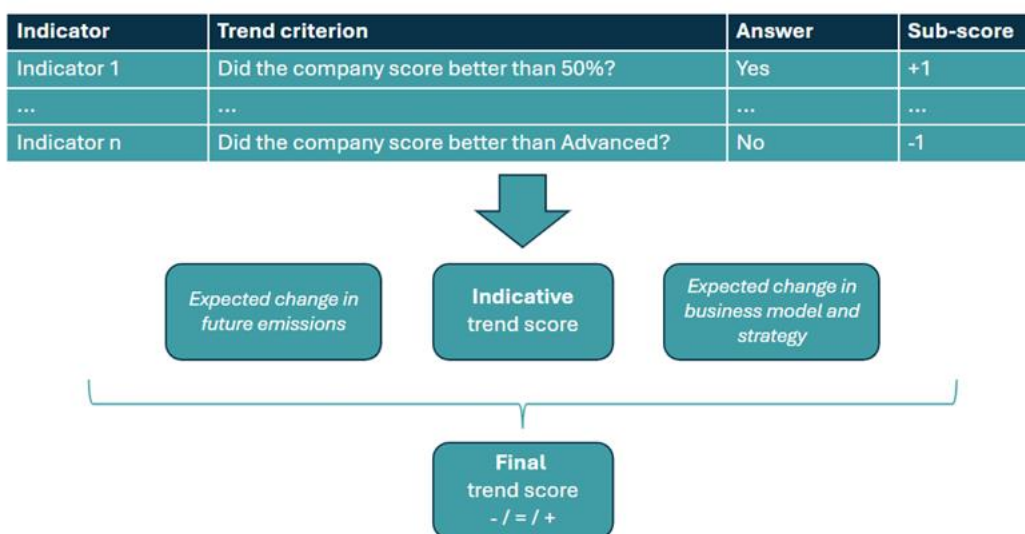 Indicator Trend criterion Answer Sub-score
Indicator 1 Did the company score better than 50%? Yes +1
... ... ... ...
Indicator n Did the company score better than Advanced? No -1
Expected change in
future emissions
Indicative
trend score
Expected change in
business model and
strategy
Final
trend score
- / = / +